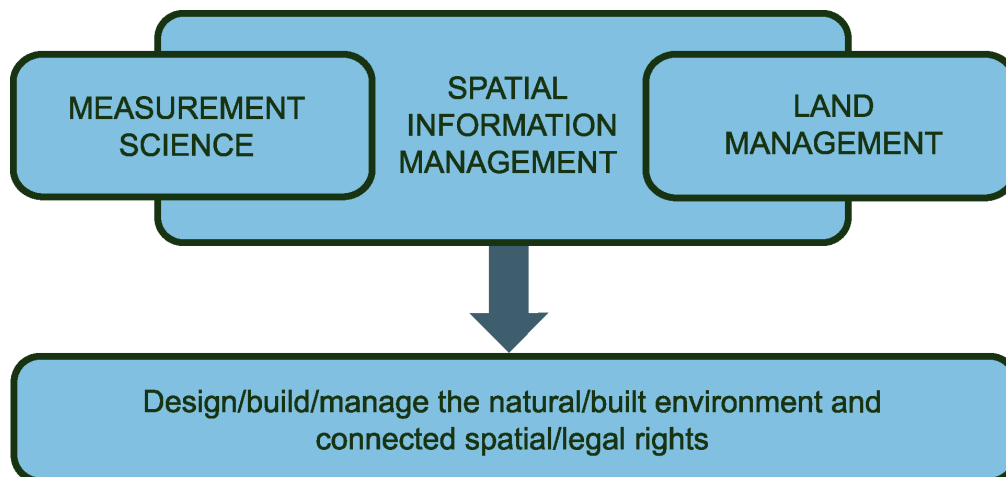 MEASUREMENT
SCIENCE
SPATIAL
INFORMATION
MANAGEMENT
LAND
MANAGEMENT
Design/build/manage the natural/built environment and
connected spatial/legal rights